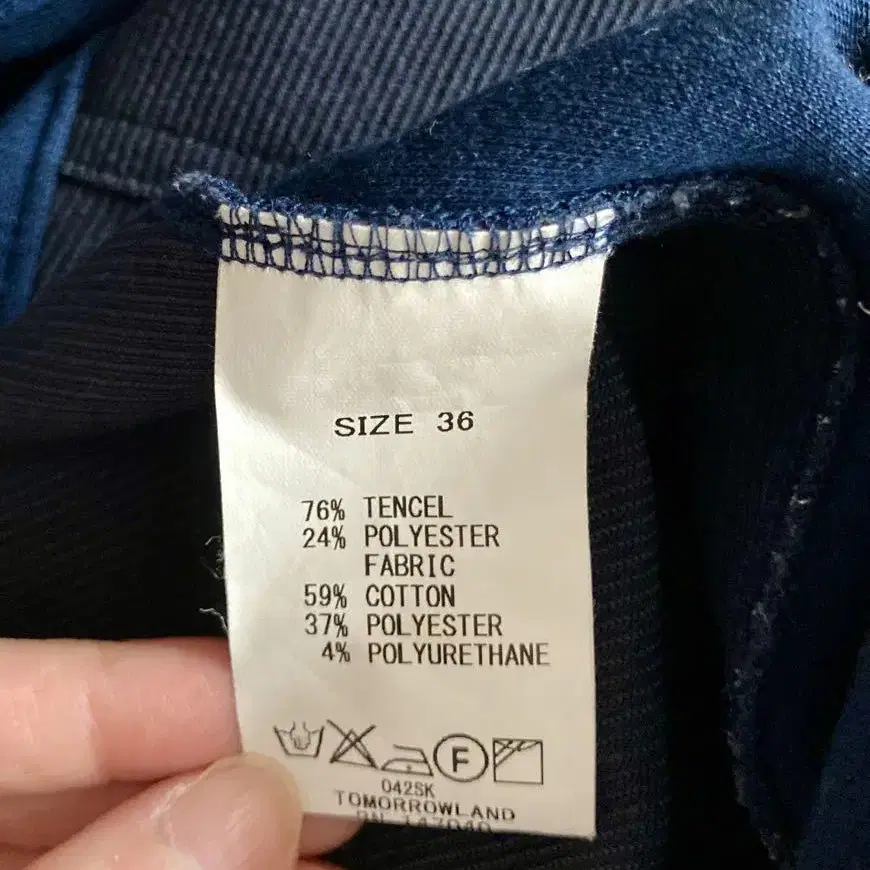 SIZE 36
76% TENCEL
24% POLYESTER
FABRIC
59% COTTON
37% POLYESTER
4% POLYURETHANE
F
042SK
TOMORROWLAND